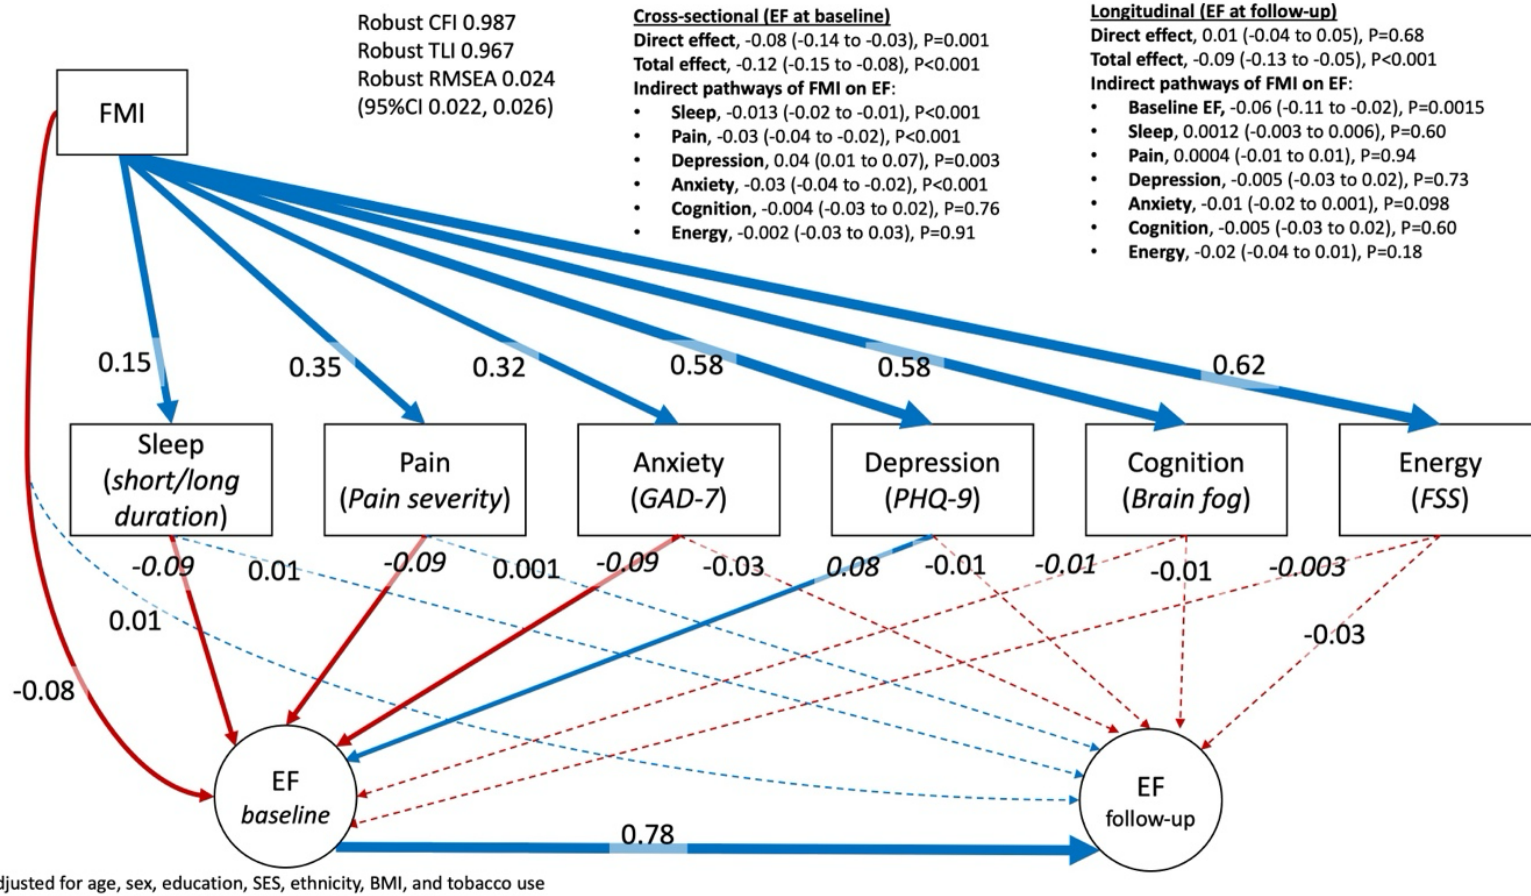 Robust CFI 0.987
Robust TLI 0.967
Robust RMSEA 0.024
(95%CI 0.022, 0.026)
Cross-sectional (EF at baseline)
Direct effect, -0.08 (-0.14 to -0.03), P=0.001
Total effect, -0.12 (-0.15 to -0.08), P<0.001
Indirect pathways of FMI on EF:
• Sleep, -0.013 (-0.02 to -0.01), P<0.001
• Pain, -0.03 (-0.04 to -0.02), P<0.001
• Depression, 0.04 (0.01 to 0.07), P=0.003
• Anxiety, -0.03 (-0.04 to -0.02), P<0.001
• Cognition, -0.004 (-0.03 to 0.02), P=0.76
• Energy, -0.002 (-0.03 to 0.03), P=0.91
Longitudinal (EF at follow-up)
Direct effect, 0.01 (-0.04 to 0.05), P=0.68
Total effect, -0.09 (-0.13 to -0.05), P<0.001
Indirect pathways of FMI on EF:
• Baseline EF, -0.06 (-0.11 to -0.02), P=0.0015
• Sleep, 0.0012 (-0.003 to 0.006), P=0.60
• Pain, 0.0004 (-0.01 to 0.01), P=0.94
• Depression, -0.005 (-0.03 to 0.02), P=0.73
• Anxiety, -0.01 (-0.02 to 0.001), P=0.098
• Cognition, -0.005 (-0.03 to 0.02), P=0.60
• Energy, -0.02 (-0.04 to 0.01), P=0.18
FMI
0.15
0.35
0.32
0.58
0.58
0.62
Sleep
(short/long
duration)
Pain
(Pain severity)
Anxiety
(GAD-7)
Depression
(PHQ-9)
Cognition
(Brain fog)
Energy
(FSS)
-0.09
0.01
-0.09
0.001
-0.09
-0.03
0.08
-0.01
-0.01
-0.01
-0.003
0.01
-0.03
-0.08
EF
baseline
EF
follow-up
0.78
djusted for age, sex, education, SES, ethnicity, BMI, and tobacco use